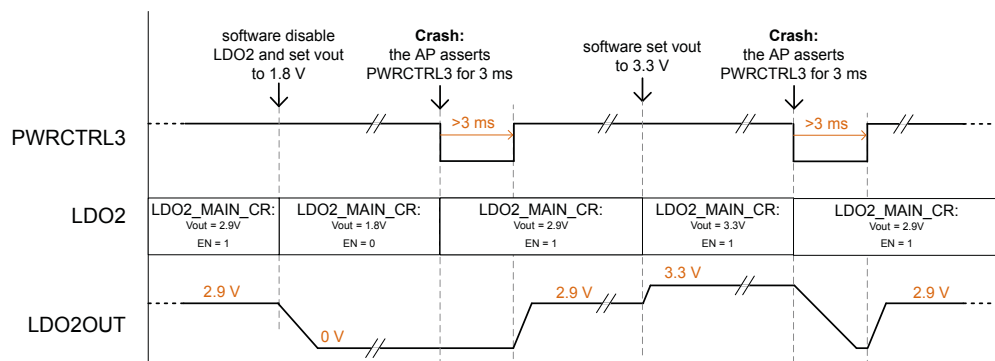 software disable
LDO2 and set vout
to 1.8 V
Crash:
the AP asserts
PWRCTRL3 for 3 ms
software set vout
to 3.3 V
Crash:
the AP asserts
PWRCTRL3 for 3 ms
PWRCTRL3
>3 ms
>3 ms
LDO2
LDO2_MAIN_CR:
Vout = 2.9V
EN = 1
LDO2_MAIN_CR:
Vout = 1.8V
EN = 0
LDO2_MAIN_CR:
Vout = 2.9V
EN = 1
LDO2_MAIN_CR:
Vout = 3.3V
EN = 1
LDO2_MAIN_CR:
Vout = 2.9V
EN = 1
LDO2OUT
2.9 V
0 V
2.9 V
3.3 V
2.9 V